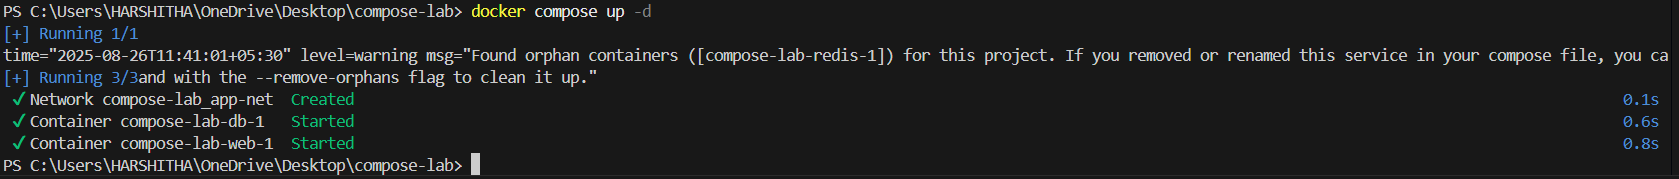 PS C:\Users\HARSHITHA\OneDrive\Desktop\compose-lab> docker compose up -d
[+] Running 1/1
time="2025-08-26T11:41:01+05:30" level=warning msg="Found orphan containers ([compose-lab-redis-1]) for this project. If you removed or renamed this service in your compose file, you ca
[+] Running 3/3and with the --remove-orphans flag to clean it up."
✔ Network compose-lab_app-net  Created 0.1s
✔ Container compose-lab-db-1   Started 0.6s
✔ Container compose-lab-web-1  Started 0.8s
PS C:\Users\HARSHITHA\OneDrive\Desktop\compose-lab>